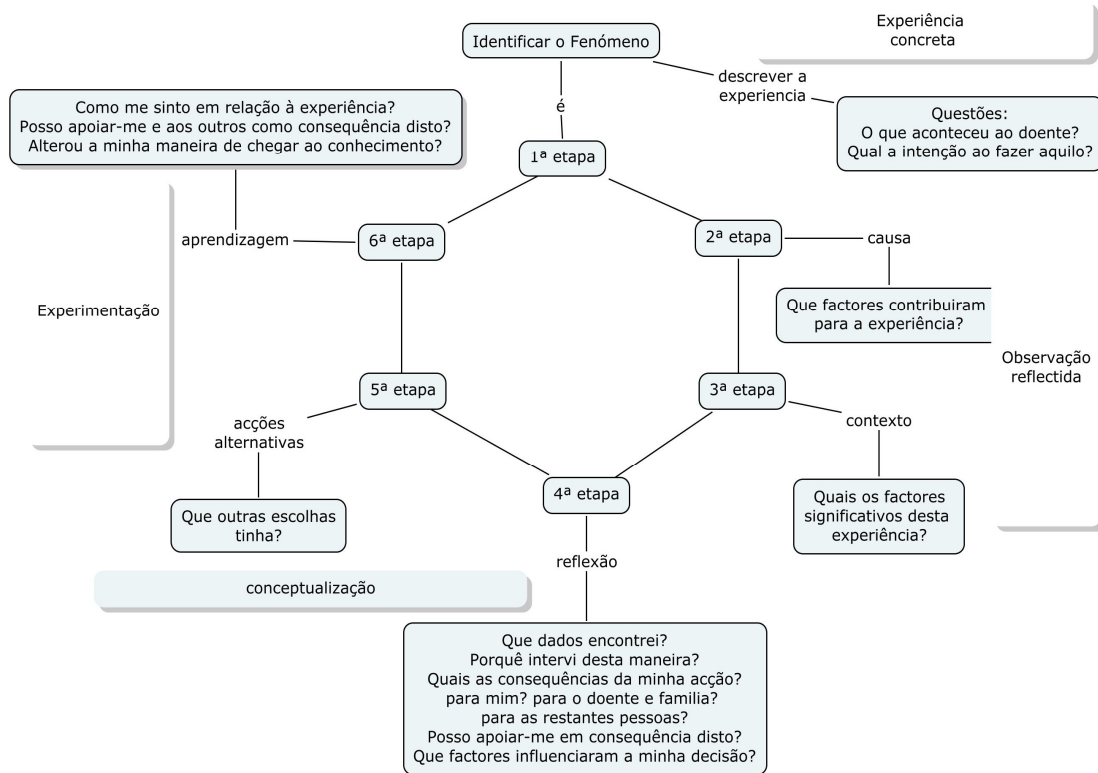 Experiência
concreta
Identificar o Fenómeno
descrever a
experiencia
é
Questões:
O que aconteceu ao doente?
Qual a intenção ao fazer aquilo?
Como me sinto em relação à experiência?
Posso apoiar-me e aos outros como consequência disto?
Alterou a minha maneira de chegar ao conhecimento?
1ª etapa
aprendizagem
6ª etapa
2ª etapa
causa
Que factores contribuiram
para a experiência?
Experimentação
Observação
reflectida
5ª etapa
3ª etapa
acções
alternativas
contexto
Que outras escolhas
tinha?
4ª etapa
Quais os factores
significativos desta
experiência?
reflexão
conceptualização
Que dados encontrei?
Porquê intervi desta maneira?
Quais as consequências da minha acção?
para mim? para o doente e familia?
para as restantes pessoas?
Posso apoiar-me em consequência disto?
Que factores influenciaram a minha decisão?